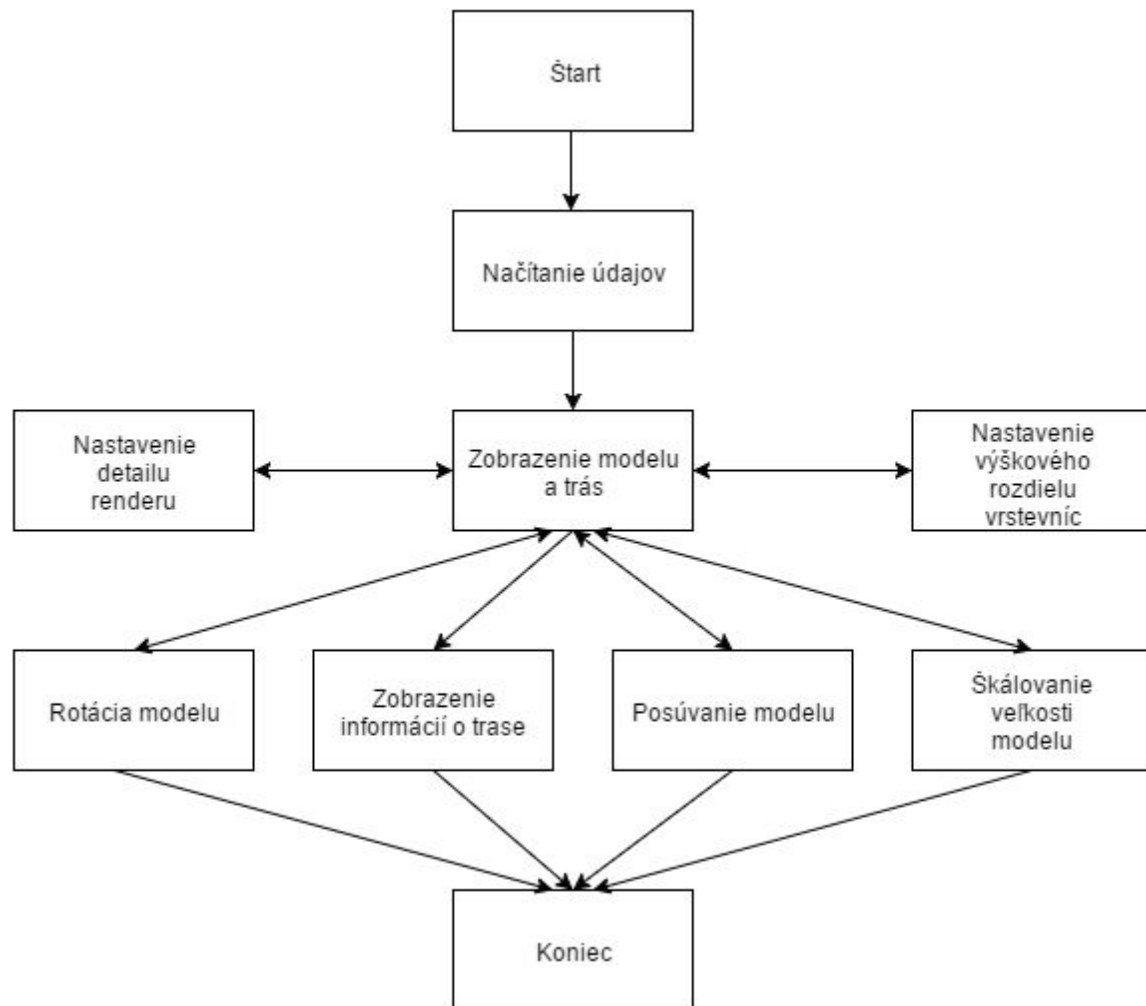 Štart
Načítanie údajov
Nastavenie
detailu
renderu
Zobrazenie modelu
a trás
Nastavenie
výškového
rozdielu
vrstevníc
Rotácia modelu
Zobrazenie
informácií o trase
Posúvanie modelu
Škálovanie
veľkosti
modelu
Koniec